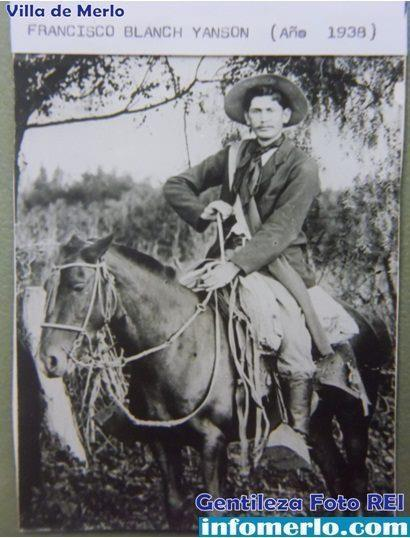 Villa de Merlo
FRANCISCO BLANCH YANSON (Año 1938)
Gentileza Foto REI
infomerlo.com